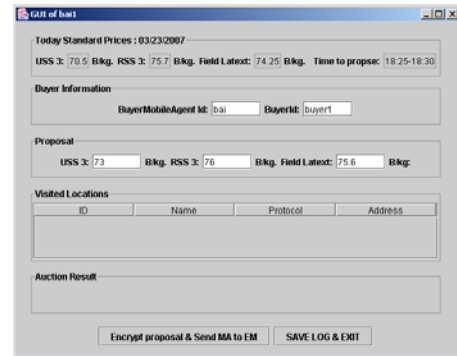 GUI of bai1
Today Standard Prices : 03/23/2007
USS 3: 70.5 B/kg. RSS 3: 75.7 B/kg. Field Latext: 74.25 B/kg. Time to propse: 18:25-18:30
Buyer Information
BuyerMobileAgent Id: bai BuyerId: buyer1
Proposal
USS 3: 73 B/kg. RSS 3: 76 B/kg. Field Latext: 75.6 B/kg:
Visited Locations
ID Name Protocol Address
Auction Result
Encrypt proposal & Send MA to EM SAVE LOG & EXIT